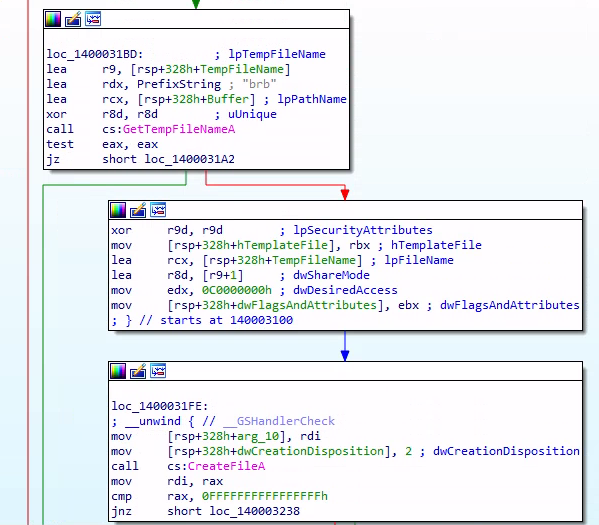 loc_1400031BD: ; lpTempFileName
lea r9, [rsp+328h+TempFileName]
lea rdx, PrefixString ; "brb"
lea rcx, [rsp+328h+Buffer] ; lpPathName
xor r8d, r8d ; uUnique
call cs:GetTempFileNameA
test eax, eax
jz short loc_1400031A2
xor r9d, r9d ; lpSecurityAttributes
mov [rsp+328h+hTemplateFile], rbx ; hTemplateFile
lea rcx, [rsp+328h+TempFileName] ; lpFileName
lea r8d, [r9+1] ; dwShareMode
mov edx, 0C0000000h ; dwDesiredAccess
mov [rsp+328h+dwFlagsAndAttributes], ebx ; dwFlagsAndAttributes
; } // starts at 140003100
loc_1400031FE:
; __unwind { // __GSHandlerCheck
mov [rsp+328h+arg_10], rdi
mov [rsp+328h+dwCreationDisposition], 2 ; dwCreationDisposition
call cs:CreateFileA
mov rdi, rax
cmp rax, 0FFFFFFFFFFFFFFFFh
jnz short loc_140003238